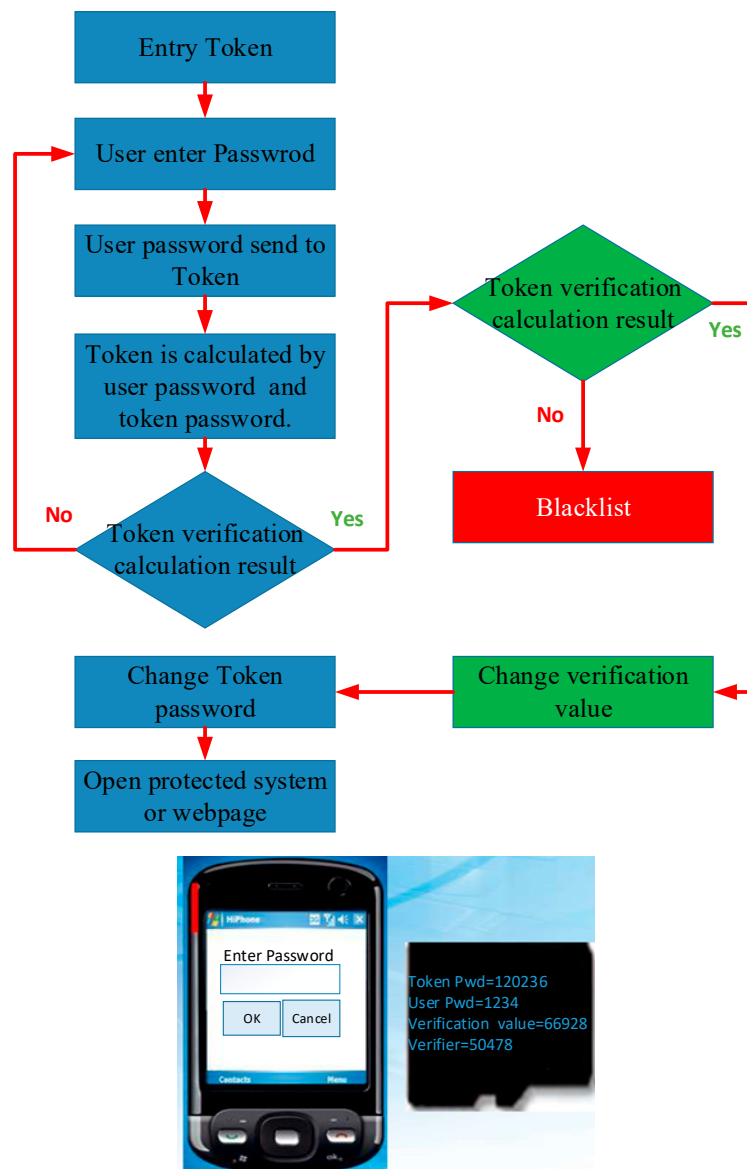 Entry Token
User enter Passwrod
User password send to
Token
Token is calculated by
user password and
token password.
No
Token verification
calculation result
Yes
Token verification
calculation result
Yes
No
Blacklist
Change Token
password
Change verification
value
Open protected system
or webpage
HiPhone
Enter Password
OK
Cancel
Contacts
Menu
ok
Token Pwd=120236
User Pwd=1234
Verification value=66928
Verifier=50478